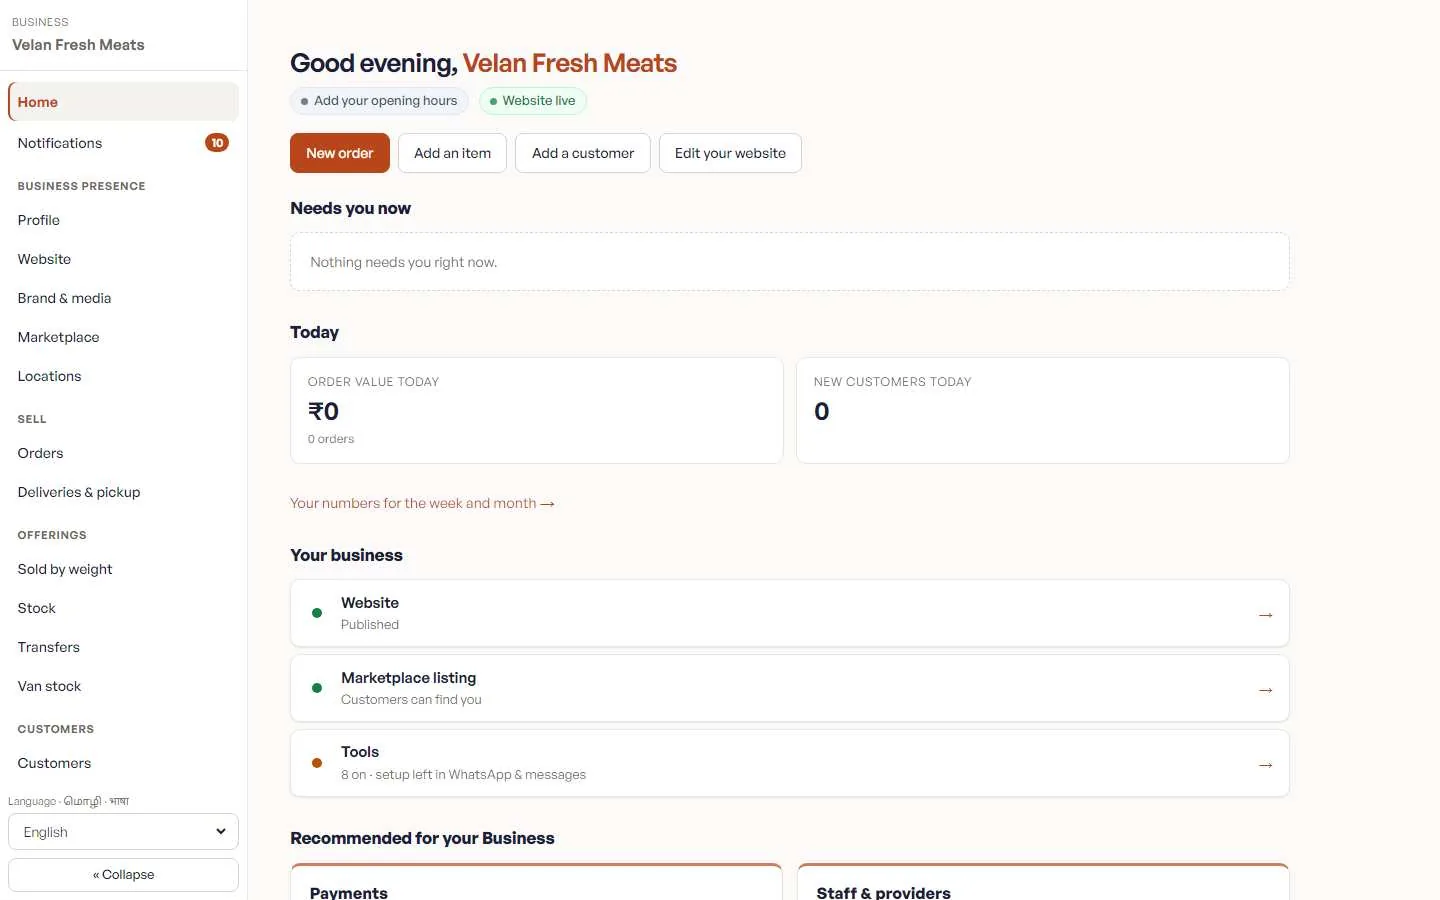 BUSINESS
Velan Fresh Meats
Home
Notifications 10
BUSINESS PRESENCE
Profile
Website
Brand & media
Marketplace
Locations
SELL
Orders
Deliveries & pickup
OFFERINGS
Sold by weight
Stock
Transfers
Van stock
CUSTOMERS
Customers
Language · மொழி · भाषा
English
« Collapse
Good evening, Velan Fresh Meats
Add your opening hours Website live
New order Add an item Add a customer Edit your website
Needs you now
Nothing needs you right now.
Today
ORDER VALUE TODAY
₹0
0 orders
NEW CUSTOMERS TODAY
0
Your numbers for the week and month →
Your business
Website
Published
→
Marketplace listing
Customers can find you
→
Tools
8 on · setup left in WhatsApp & messages
→
Recommended for your Business
Payments
Staff & providers